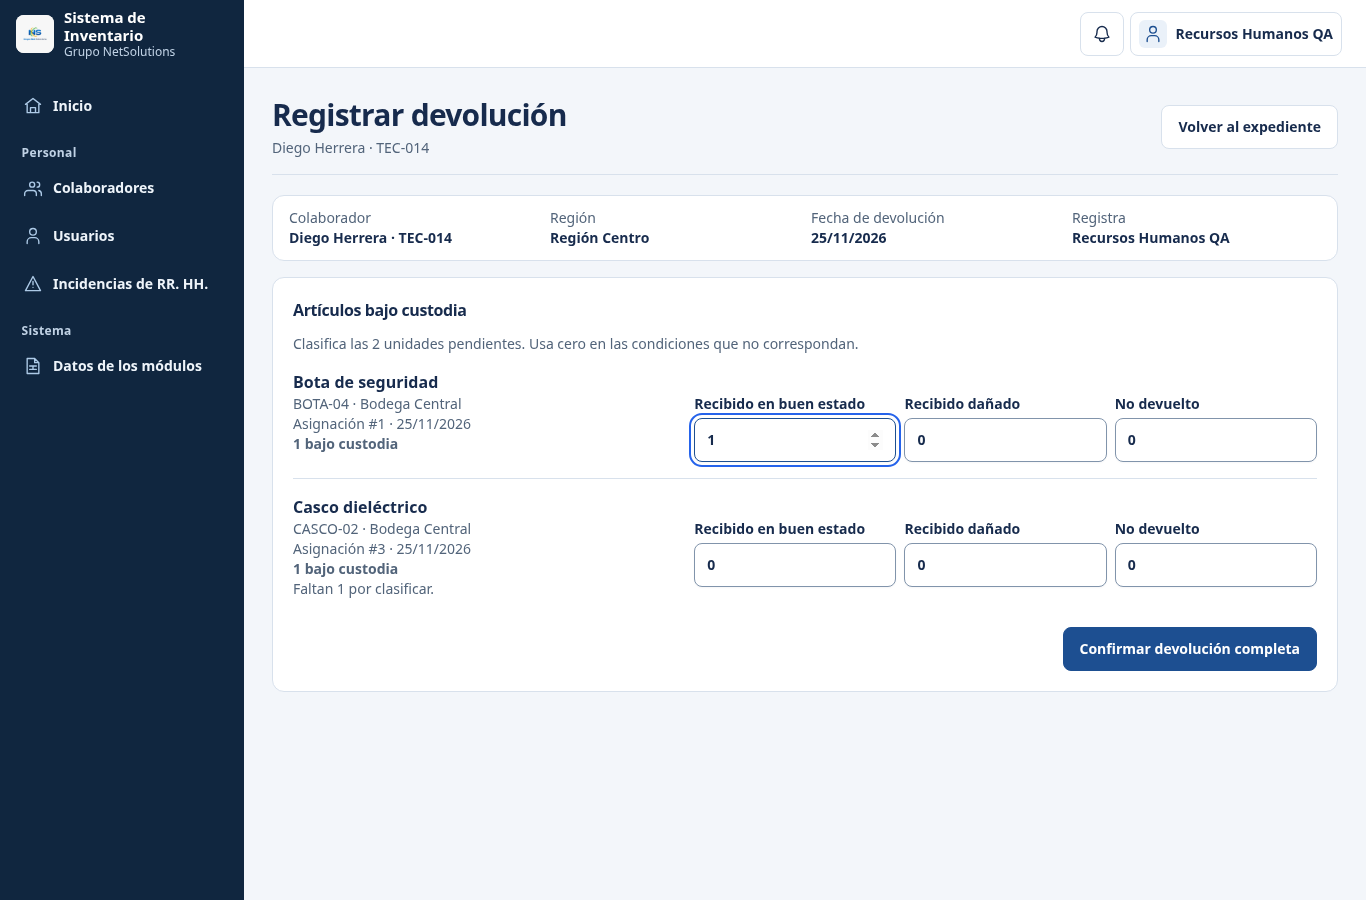 Sistema de
Inventario
Grupo NetSolutions
Inicio
Personal
Colaboradores
Usuarios
Incidencias de RR. HH.
Sistema
Datos de los módulos
Recursos Humanos QA
Registrar devolución
Diego Herrera · TEC-014
Volver al expediente
Colaborador
Diego Herrera · TEC-014
Región
Región Centro
Fecha de devolución
25/11/2026
Registra
Recursos Humanos QA
Artículos bajo custodia
Clasifica las 2 unidades pendientes. Usa cero en las condiciones que no correspondan.
Bota de seguridad
BOTA-04 · Bodega Central
Asignación #1 · 25/11/2026
1 bajo custodia
Recibido en buen estado
1
Recibido dañado
0
No devuelto
0
Casco dieléctrico
CASCO-02 · Bodega Central
Asignación #3 · 25/11/2026
1 bajo custodia
Faltan 1 por clasificar.
Recibido en buen estado
0
Recibido dañado
0
No devuelto
0
Confirmar devolución completa